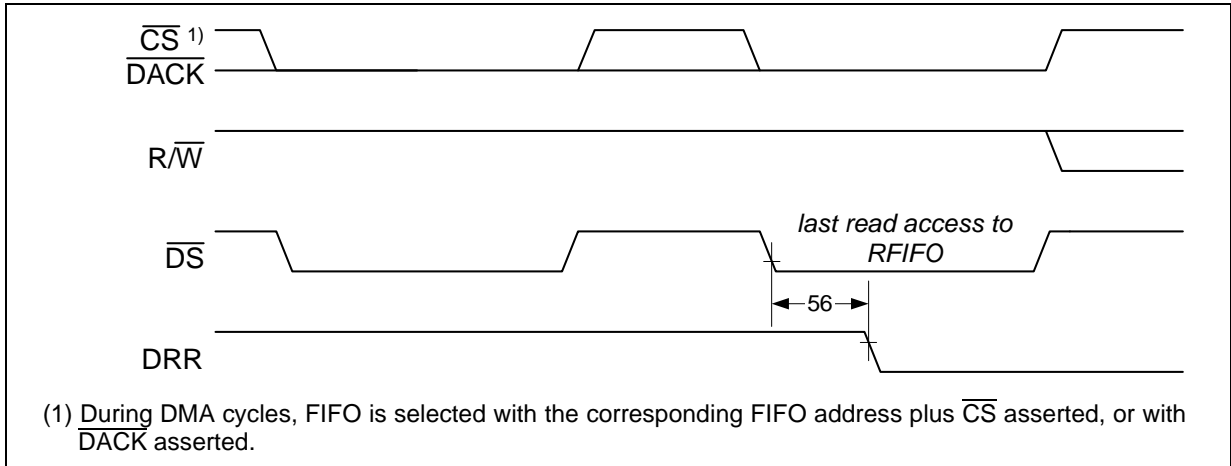 CS 1)
DACK
R/W
DS
last read access to
RFIFO
56
DRR
(1) During DMA cycles, FIFO is selected with the corresponding FIFO address plus CS asserted, or with
DACK asserted.